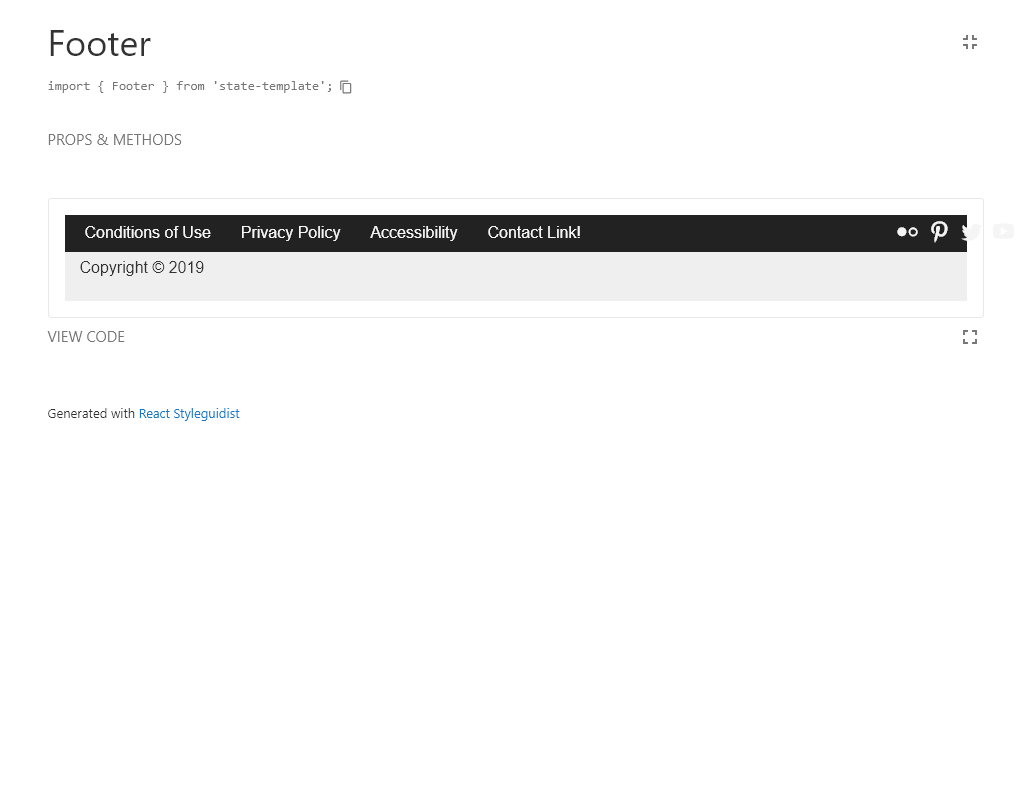 Footer
import { Footer } from 'state-template';
PROPS & METHODS
Conditions of Use Privacy Policy Accessibility Contact Link!
Copyright © 2019
VIEW CODE
Generated with React Styleguidist